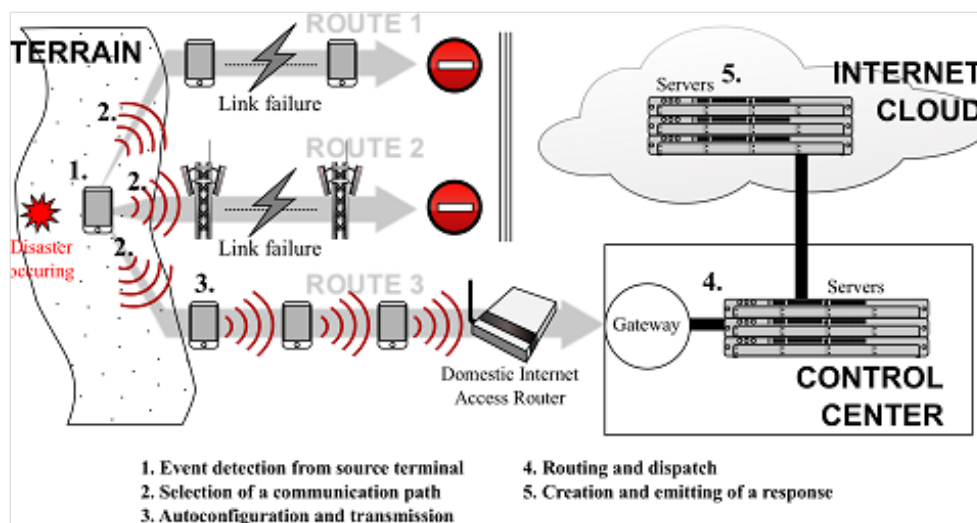 TERRAIN
ROUTE 1
Link failure
2.
ROUTE 2
1.
2.
Link failure
Disaster
occuring
2.
ROUTE 3
3.
Domestic Internet
Access Router
5.
Servers
INTERNET
CLOUD
4.
Servers
Gateway
CONTROL
CENTER
1. Event detection from source terminal
2. Selection of a communication path
3. Autoconfiguration and transmission
4. Routing and dispatch
5. Creation and emitting of a response